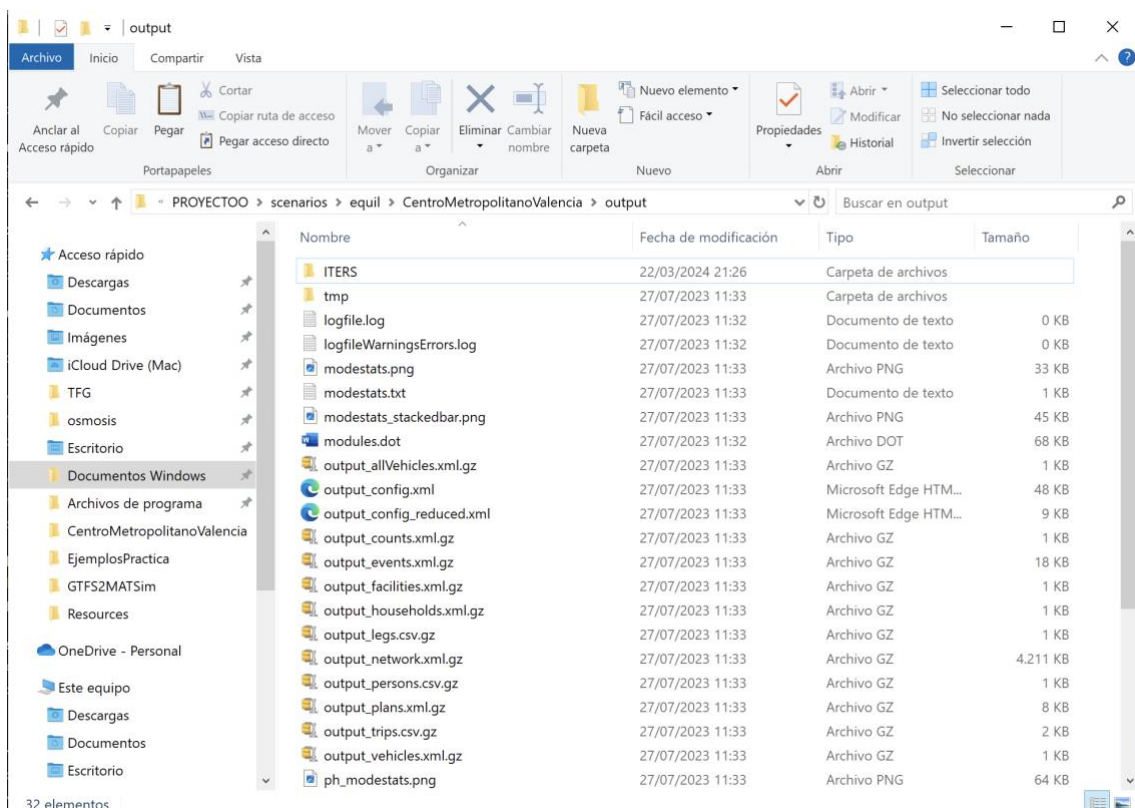 output
Archivo Inicio Compartir Vista
Anclar al Acceso rápido
Copiar
Pegar
Cortar
Copiar ruta de acceso
Pegar acceso directo
Portapapeles
Mover a
Copiar a
Eliminar
Cambiar nombre
Organizar
Nueva carpeta
Nuevo elemento
Fácil acceso
Nuevo
Propiedades
Abrir
Modificar
Historial
Abrir
Seleccionar todo
No seleccionar nada
Invertir selección
Seleccionar
« PROYECTOO > scenarios > equil > CentroMetropolitanoValencia > output
Buscar en output
Acceso rápido
Descargas
Documentos
Imágenes
iCloud Drive (Mac)
TFG
osmosis
Escritorio
Documentos Windows
Archivos de programa
CentroMetropolitanoValencia
EjemplosPractica
GTFS2MATSim
Resources
OneDrive - Personal
Este equipo
Descargas
Documentos
Escritorio
Nombre Fecha de modificación Tipo Tamaño
ITERS 22/03/2024 21:26 Carpeta de archivos
tmp 27/07/2023 11:33 Carpeta de archivos
logfile.log 27/07/2023 11:32 Documento de texto 0 KB
logfileWarningsErrors.log 27/07/2023 11:32 Documento de texto 0 KB
modestats.png 27/07/2023 11:33 Archivo PNG 33 KB
modestats.txt 27/07/2023 11:33 Documento de texto 1 KB
modestats_stackedbar.png 27/07/2023 11:33 Archivo PNG 45 KB
modules.dot 27/07/2023 11:32 Archivo DOT 68 KB
output_allVehicles.xml.gz 27/07/2023 11:33 Archivo GZ 1 KB
output_config.xml 27/07/2023 11:33 Microsoft Edge HTM... 48 KB
output_config_reduced.xml 27/07/2023 11:33 Microsoft Edge HTM... 9 KB
output_counts.xml.gz 27/07/2023 11:33 Archivo GZ 1 KB
output_events.xml.gz 27/07/2023 11:33 Archivo GZ 18 KB
output_facilities.xml.gz 27/07/2023 11:33 Archivo GZ 1 KB
output_households.xml.gz 27/07/2023 11:33 Archivo GZ 1 KB
output_legs.csv.gz 27/07/2023 11:33 Archivo GZ 1 KB
output_network.xml.gz 27/07/2023 11:33 Archivo GZ 4.211 KB
output_persons.csv.gz 27/07/2023 11:33 Archivo GZ 1 KB
output_plans.xml.gz 27/07/2023 11:33 Archivo GZ 8 KB
output_trips.csv.gz 27/07/2023 11:33 Archivo GZ 2 KB
output_vehicles.xml.gz 27/07/2023 11:33 Archivo GZ 1 KB
ph_modestats.png 27/07/2023 11:33 Archivo PNG 64 KB
32 elementos